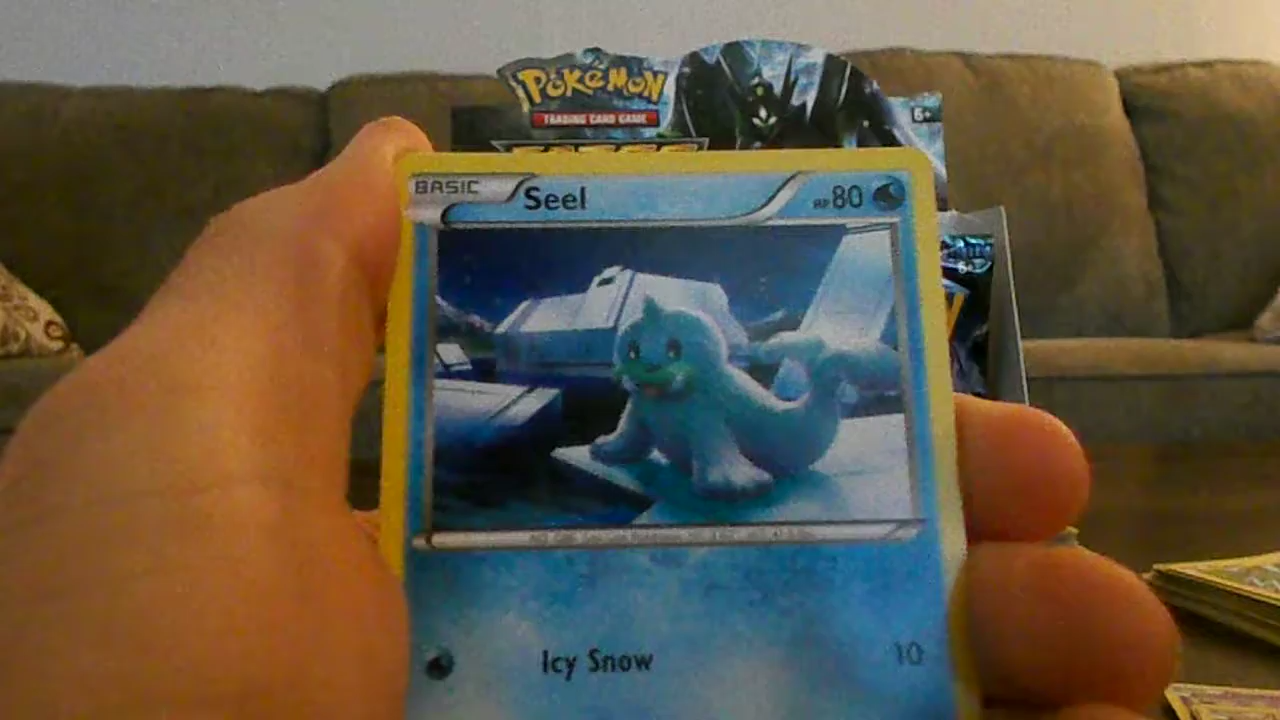 POKéMON
TRADING CARD GAME
6+
BASIC
Seel
HP 80
Icy Snow
10